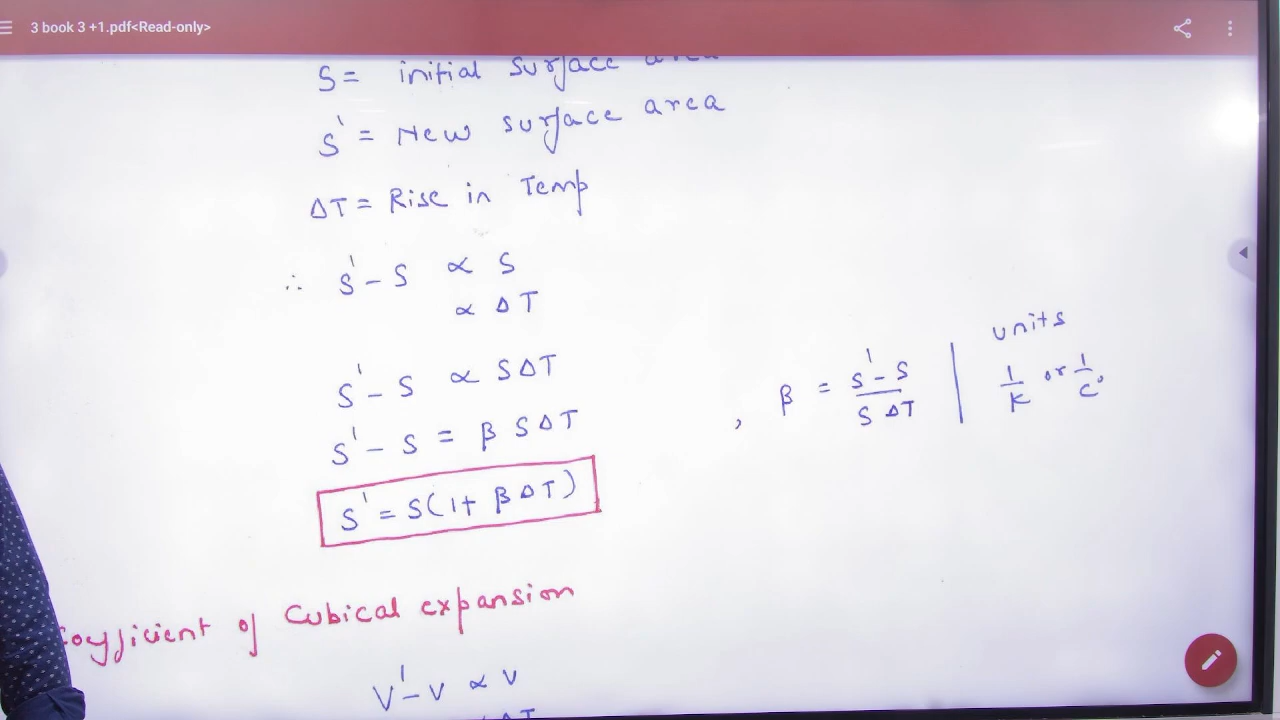 3 book 3 +1.pdf<Read-only>
S = initial surface area
S' = New surface area
ΔT = Rise in Temp
∴ S' - S ∝ S
∝ ΔT
S' - S ∝ SΔT
S' - S = β SΔT
, β = (S' - S)/(S ΔT) | units 1/K or 1/C°
S' = S(1+ βΔT)
Coefficient of Cubical expansion
V' - V ∝ V
ΔT